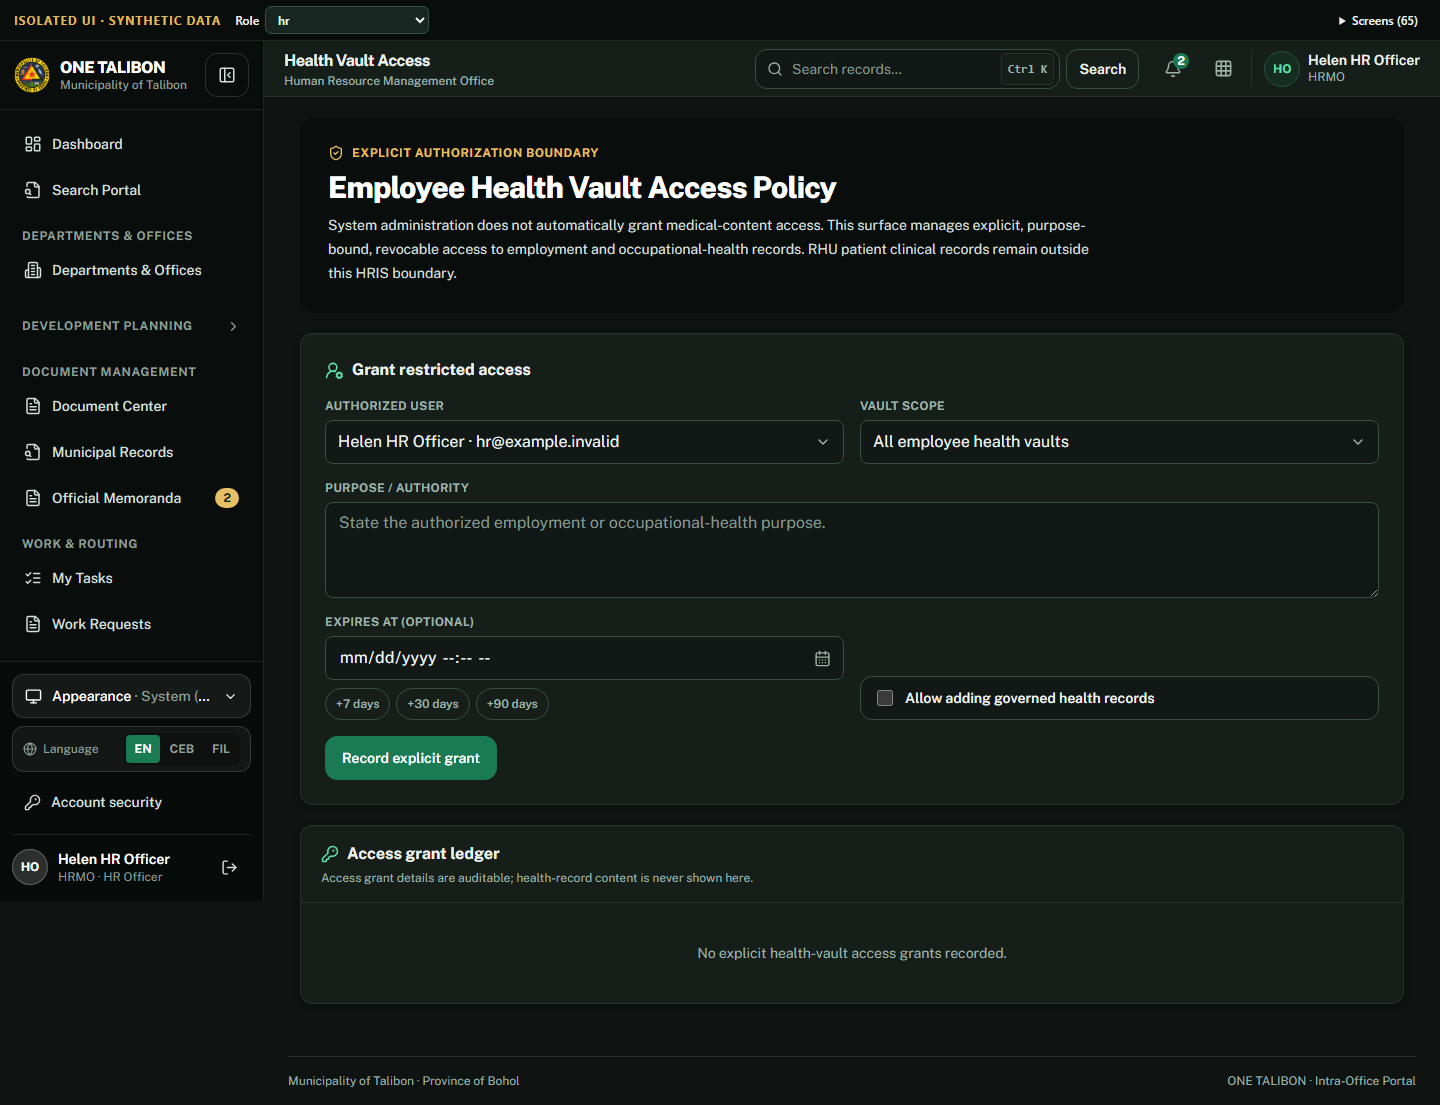 ISOLATED UI · SYNTHETIC DATA Role hr Screens (65)
ONE TALIBON
Municipality of Talibon
Health Vault Access
Human Resource Management Office
Search records... Ctrl K Search 2 HO Helen HR Officer
HRMO
Dashboard
Search Portal
DEPARTMENTS & OFFICES
Departments & Offices
DEVELOPMENT PLANNING
DOCUMENT MANAGEMENT
Document Center
Municipal Records
Official Memoranda 2
WORK & ROUTING
My Tasks
Work Requests
Appearance · System (...
Language EN CEB FIL
Account security
HO Helen HR Officer
HRMO · HR Officer
EXPLICIT AUTHORIZATION BOUNDARY
Employee Health Vault Access Policy
System administration does not automatically grant medical-content access. This surface manages explicit, purpose-
bound, revocable access to employment and occupational-health records. RHU patient clinical records remain outside
this HRIS boundary.
Grant restricted access
AUTHORIZED USER VAULT SCOPE
Helen HR Officer · hr@example.invalid All employee health vaults
PURPOSE / AUTHORITY
State the authorized employment or occupational-health purpose.
EXPIRES AT (OPTIONAL)
mm/dd/yyyy --:-- --
+7 days +30 days +90 days
Allow adding governed health records
Record explicit grant
Access grant ledger
Access grant details are auditable; health-record content is never shown here.
No explicit health-vault access grants recorded.
Municipality of Talibon · Province of Bohol ONE TALIBON · Intra-Office Portal